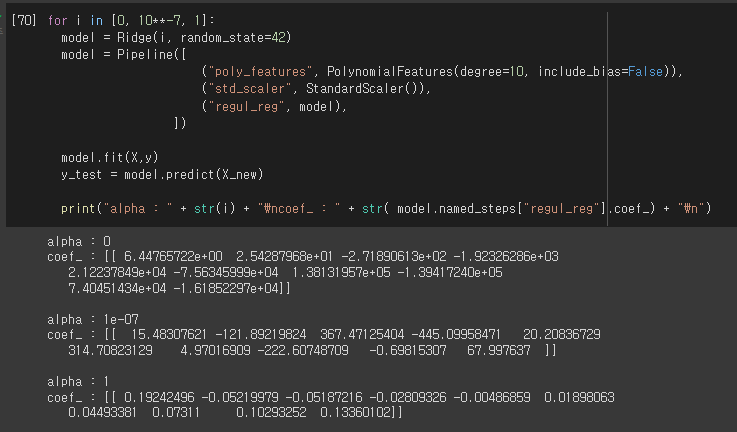 [70] for i in [0, 10**-7, 1]:
model = Ridge(i, random_state=42)
model = Pipeline([
("poly_features", PolynomialFeatures(degree=10, include_bias=False)),
("std_scaler", StandardScaler()),
("regul_reg", model),
])
model.fit(X,y)
y_test = model.predict(X_new)
print("alpha : " + str(i) + "₩ncoef_ : " + str( model.named_steps["regul_reg"].coef_) + "₩n")
alpha : 0
coef_ : [[ 6.44765722e+00 2.54287968e+01 -2.71890613e+02 -1.92326286e+03
2.12237849e+04 -7.56345999e+04 1.38131957e+05 -1.39417240e+05
7.40451434e+04 -1.61852297e+04]]
alpha : 1e-07
coef_ : [[ 15.48307621 -121.89219824 367.47125404 -445.09958471 20.20836729
314.70823129 4.97016909 -222.60748709 -0.69815307 67.997637 ]]
alpha : 1
coef_ : [[ 0.19242496 -0.05219979 -0.05187216 -0.02809326 -0.00486859 0.01898063
0.04493381 0.07311 0.10293252 0.13360102]]